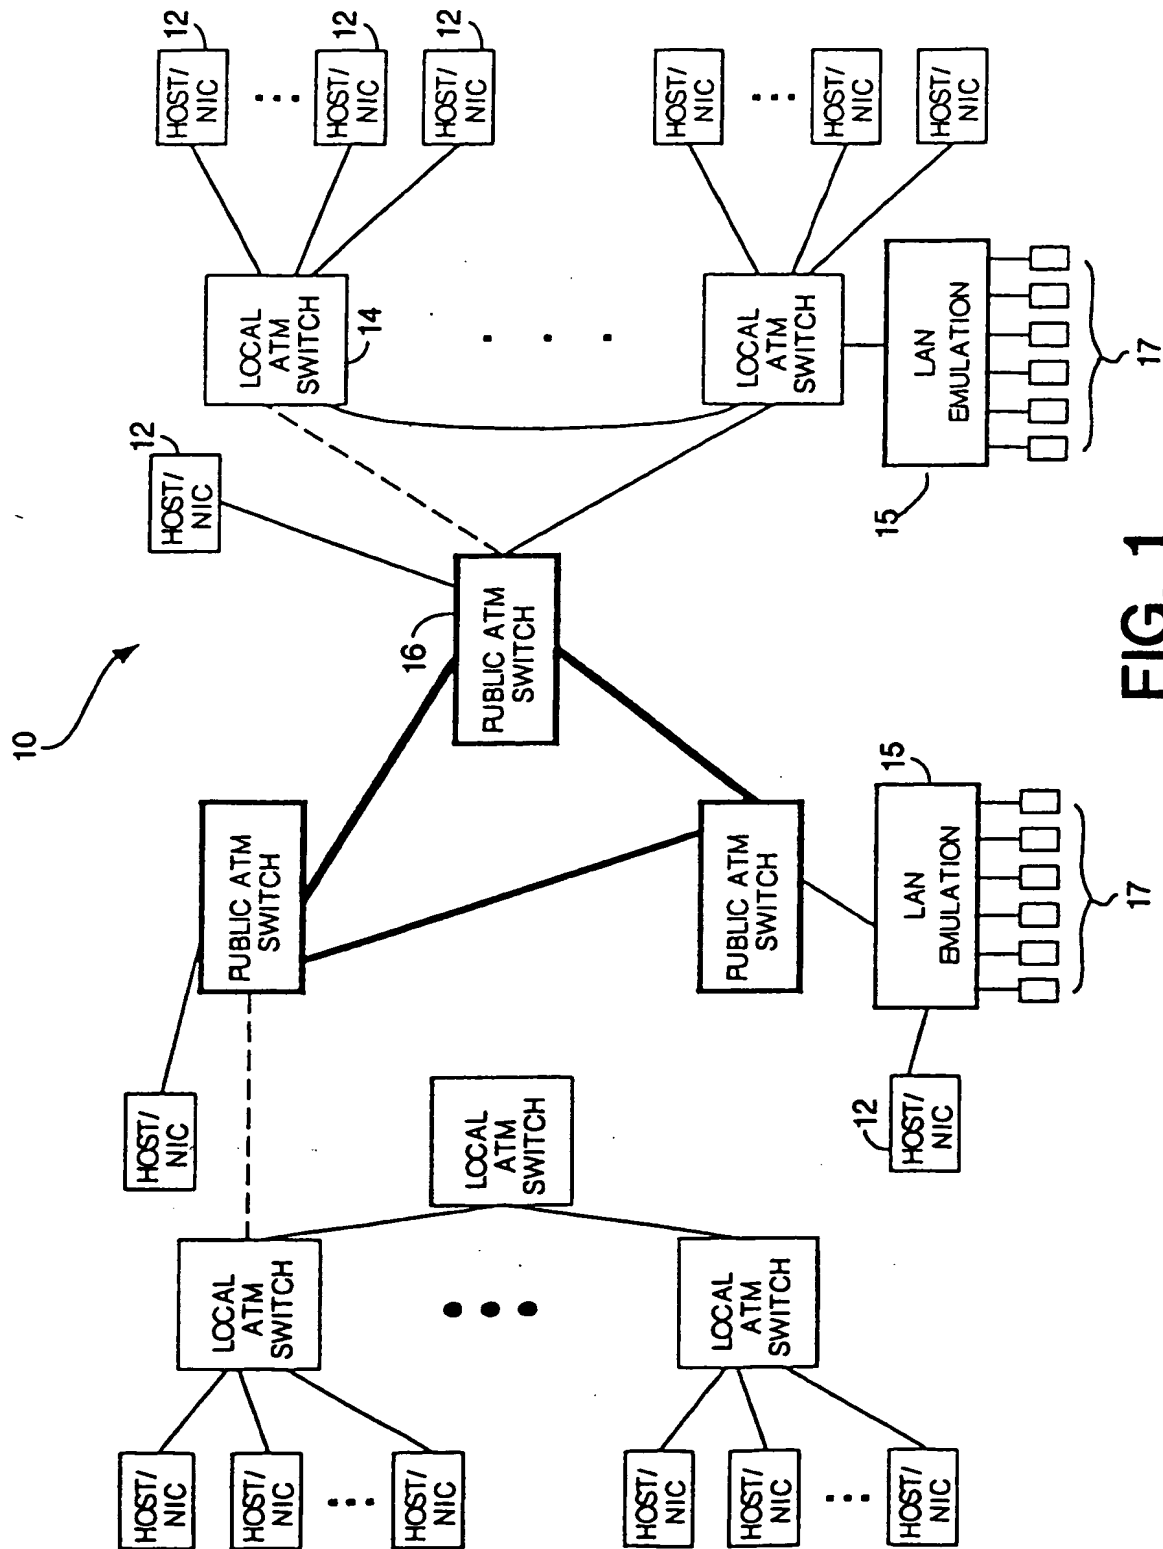 10
HOST/
NIC
HOST/
NIC
12
HOST/
NIC
12
HOST/
NIC
LOCAL
ATM
SWITCH
PUBLIC ATM
SWITCH
LOCAL
ATM
SWITCH
14
HOST/
NIC
12
HOST/
NIC
HOST/
NIC
12
HOST/
NIC
LOCAL
ATM
SWITCH
16
PUBLIC ATM
SWITCH
HOST/
NIC
HOST/
NIC
LOCAL
ATM
SWITCH
PUBLIC ATM
SWITCH
LOCAL
ATM
SWITCH
HOST/
NIC
HOST/
NIC
HOST/
NIC
12
HOST/
NIC
15
LAN
EMULATION
15
LAN
EMULATION
HOST/
NIC
17
17
FIG. 1